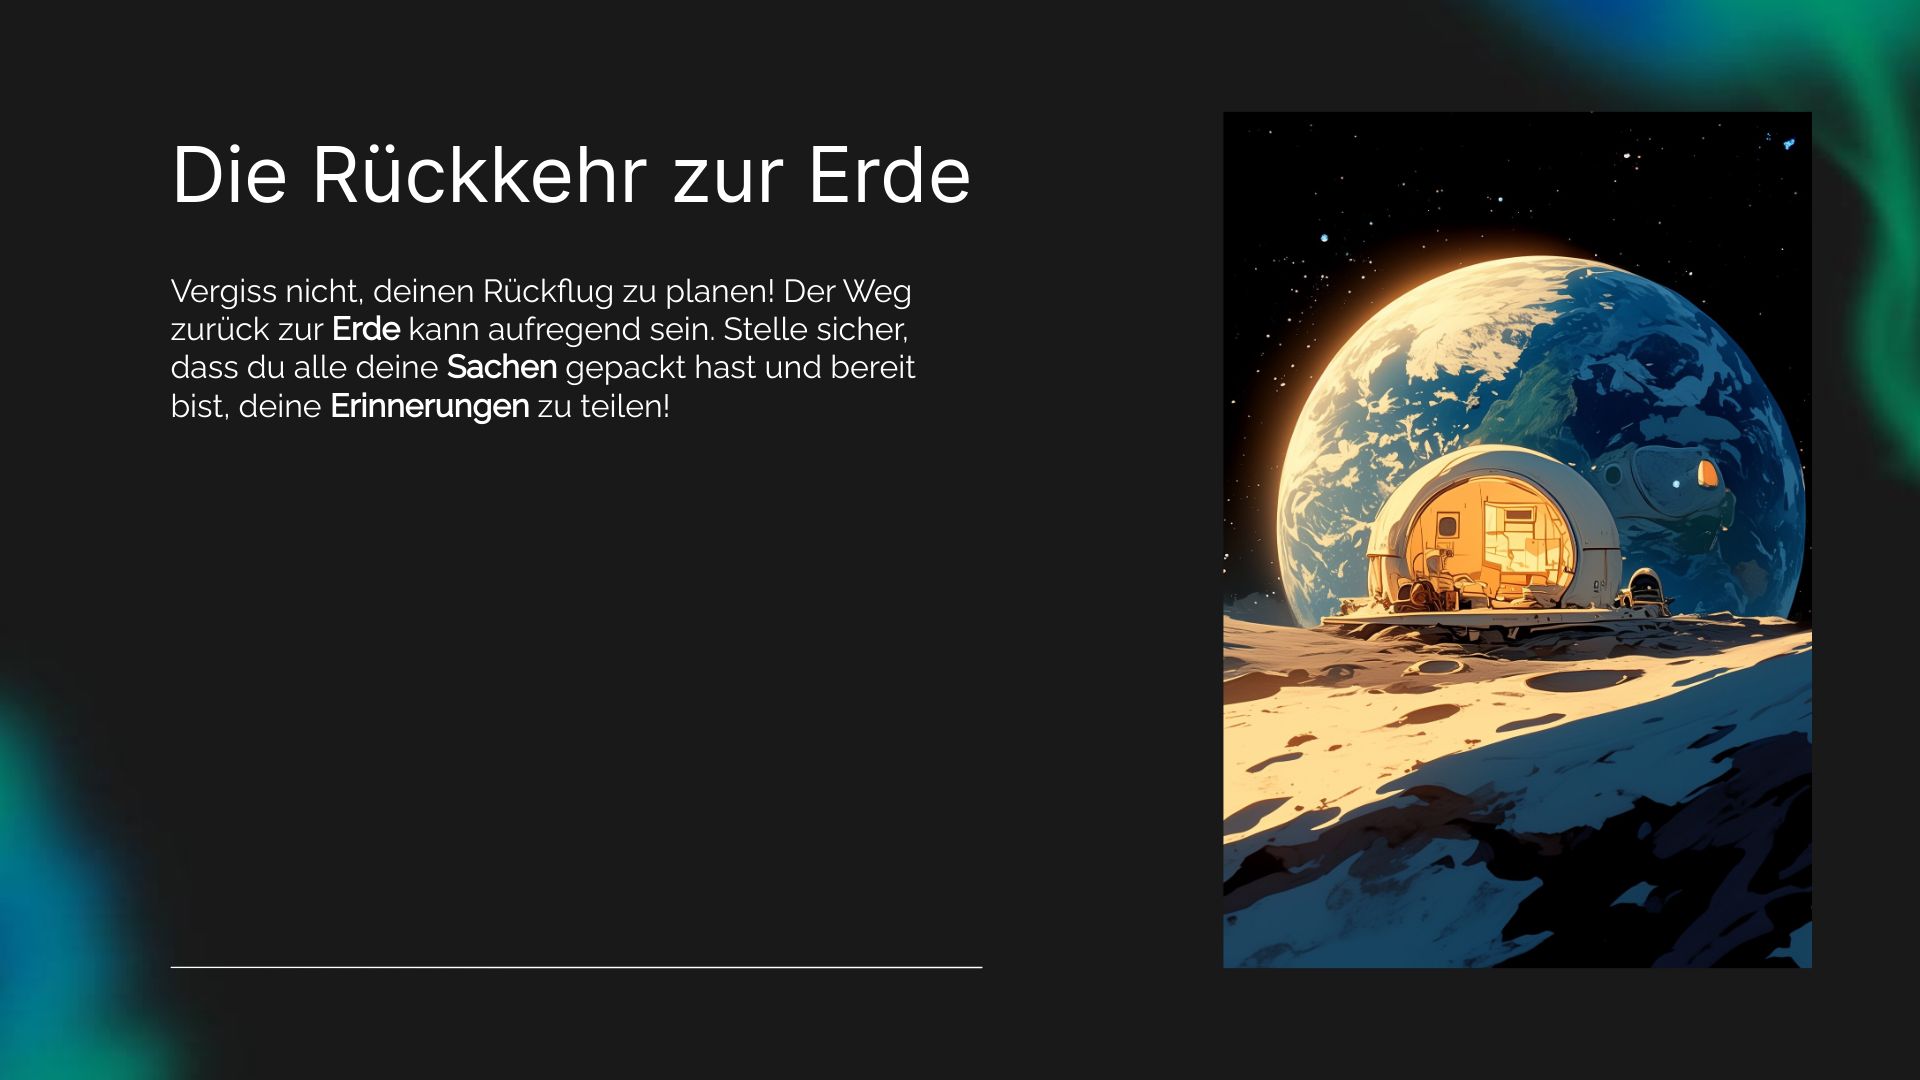 Die Rückkehr zur Erde
Vergiss nicht, deinen Rückflug zu planen! Der Weg
zurück zur Erde kann aufregend sein. Stelle sicher,
dass du alle deine Sachen gepackt hast und bereit
bist, deine Erinnerungen zu teilen!